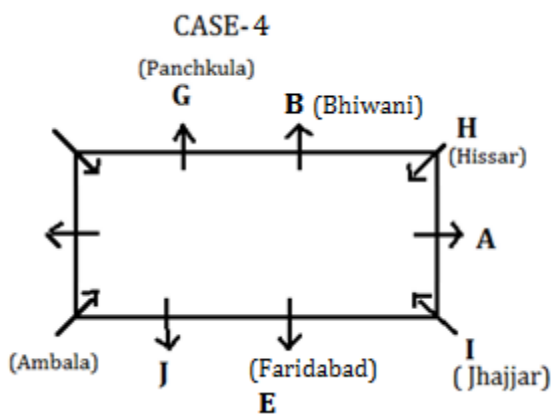 CASE-4
(Panchkula)
G
B (Bhiwani)
H
(Hissar)
A
(Ambala)
J
(Faridabad)
E
I
( Jhajjar)